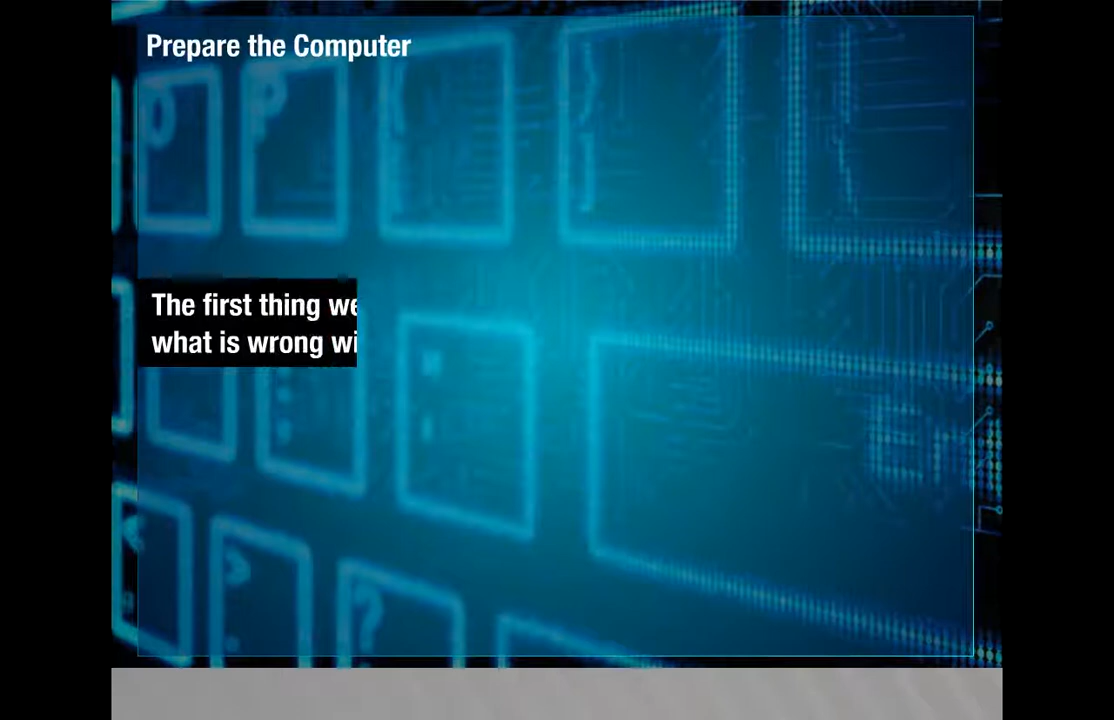 Prepare the Computer
The first thing we
what is wrong wi